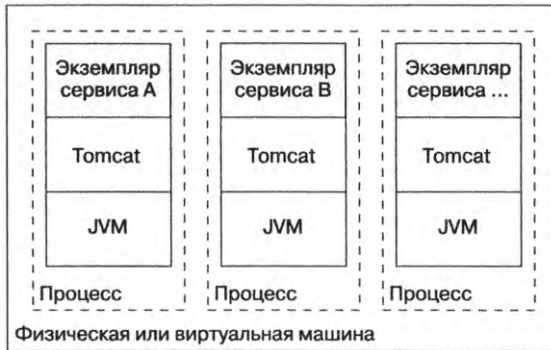 Экземпляр
сервиса А
Tomcat
JVM
Процесс
Экземпляр
сервиса В
Tomcat
JVM
Процесс
Экземпляр
сервиса ...
Tomcat
JVM
Процесс
Физическая или виртуальная машина